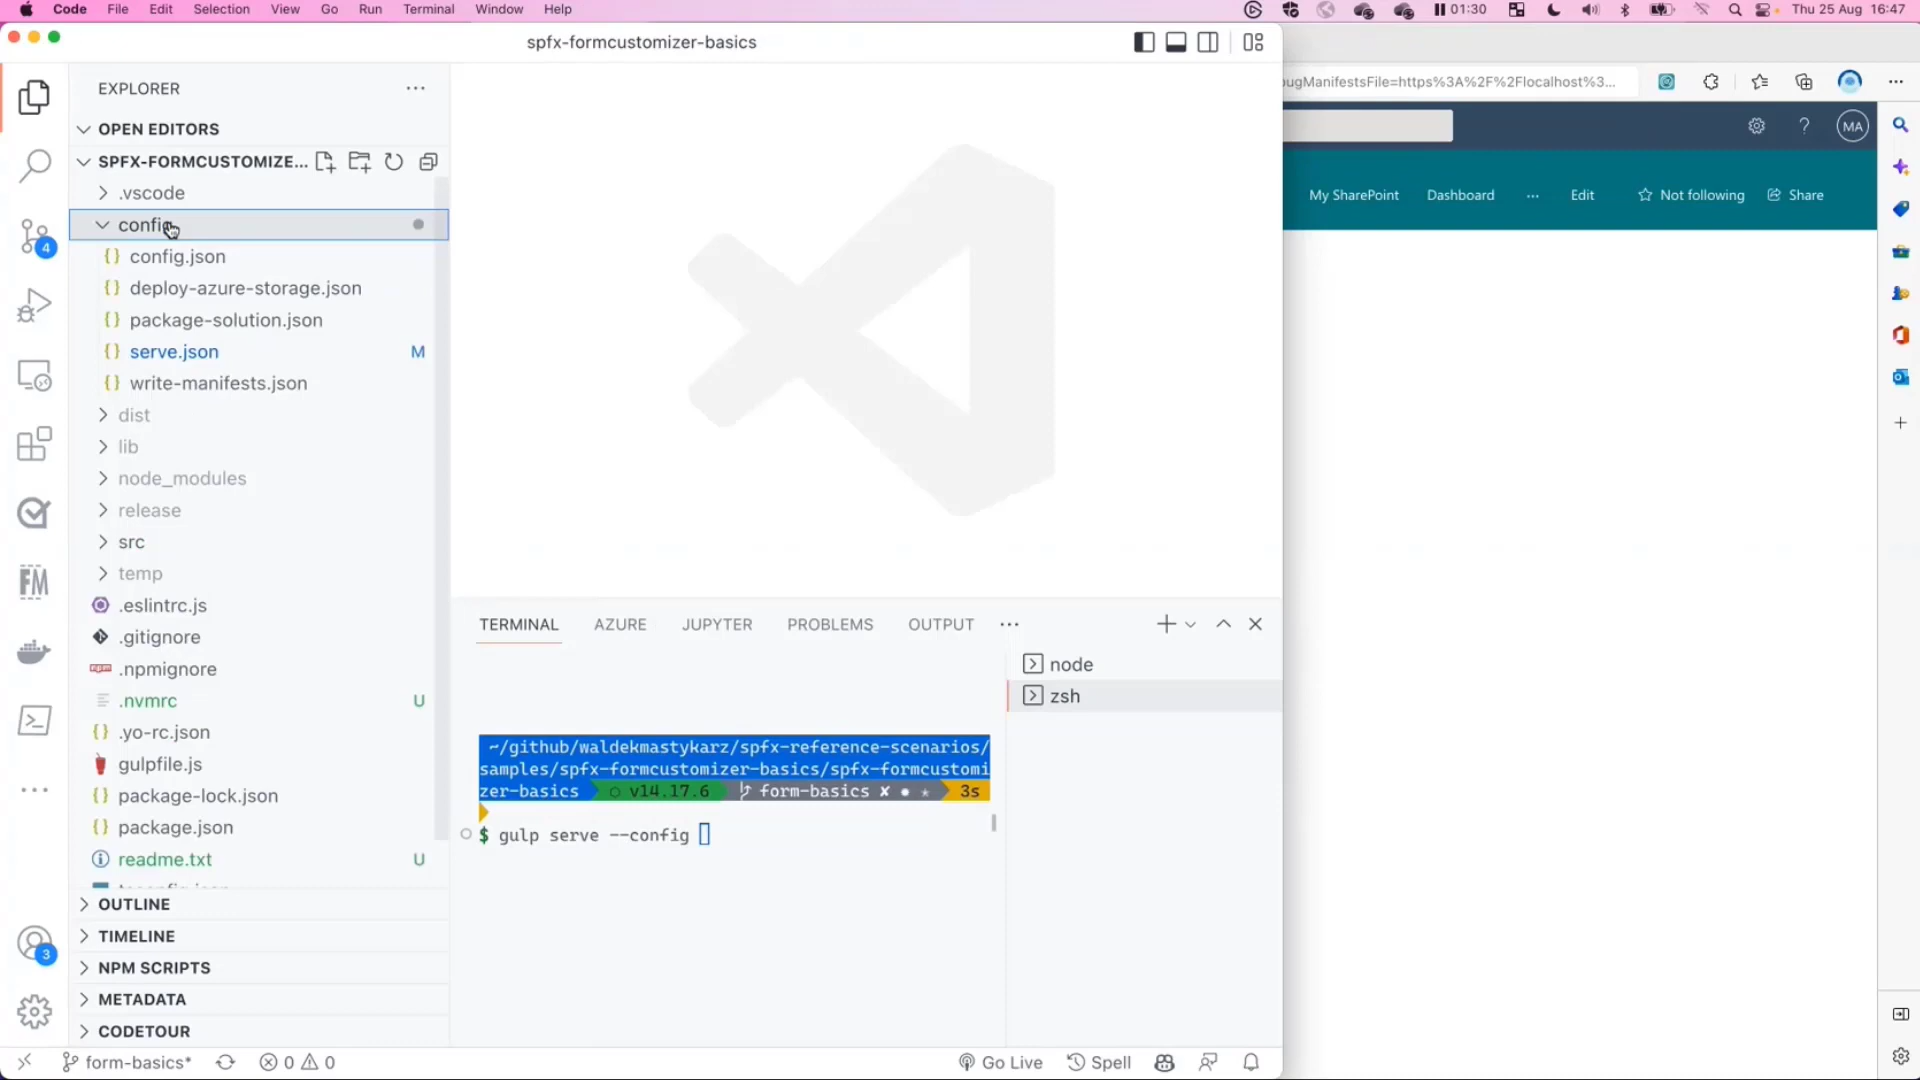 Code File Edit Selection View Go Run Terminal Window Help 01:30 Thu 25 Aug 16:47
spfx-formcustomizer-basics
EXPLORER
OPEN EDITORS
SPFX-FORMCUSTOMIZE...
.vscode
config
config.json
deploy-azure-storage.json
package-solution.json
serve.json M
write-manifests.json
dist
lib
node_modules
release
src
temp
.eslintrc.js
.gitignore
.npmignore
.nvmrc U
.yo-rc.json
gulpfile.js
package-lock.json
package.json
readme.txt U
OUTLINE
TIMELINE
NPM SCRIPTS
METADATA
CODETOUR
4
FM
3
TERMINAL AZURE JUPYTER PROBLEMS OUTPUT
node
zsh
~/github/waldekmastykarz/spfx-reference-scenarios/
samples/spfx-formcustomizer-basics/spfx-formcustomi
zer-basics v14.17.6 form-basics ✘ ● ★ 3s
$ gulp serve --config
form-basics* 0 0 Go Live Spell
ugManifestsFile=https%3A%2F%2Flocalhost%3...
? MA
My SharePoint Dashboard ... Edit Not following Share